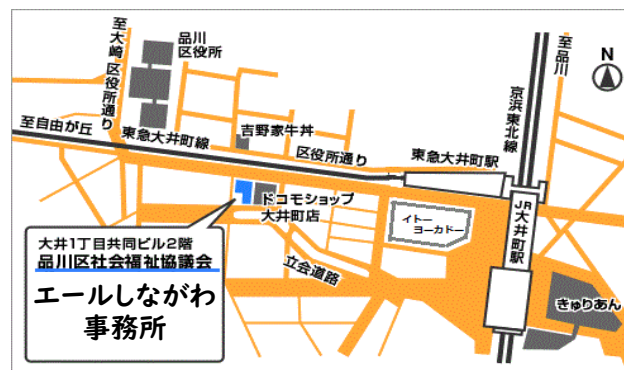 至大崎
区役所通り
品川
区役所
至自由が丘
東急大井町線
吉野家牛丼
区役所通り
東急大井町駅
京浜東北線
至品川
N
ドコモショップ
大井町店
イトー
ヨーカドー
JR大井町駅
立会道路
きゅりあん
大井1丁目共同ビル2階
品川区社会福祉協議会
エールしながわ
事務所